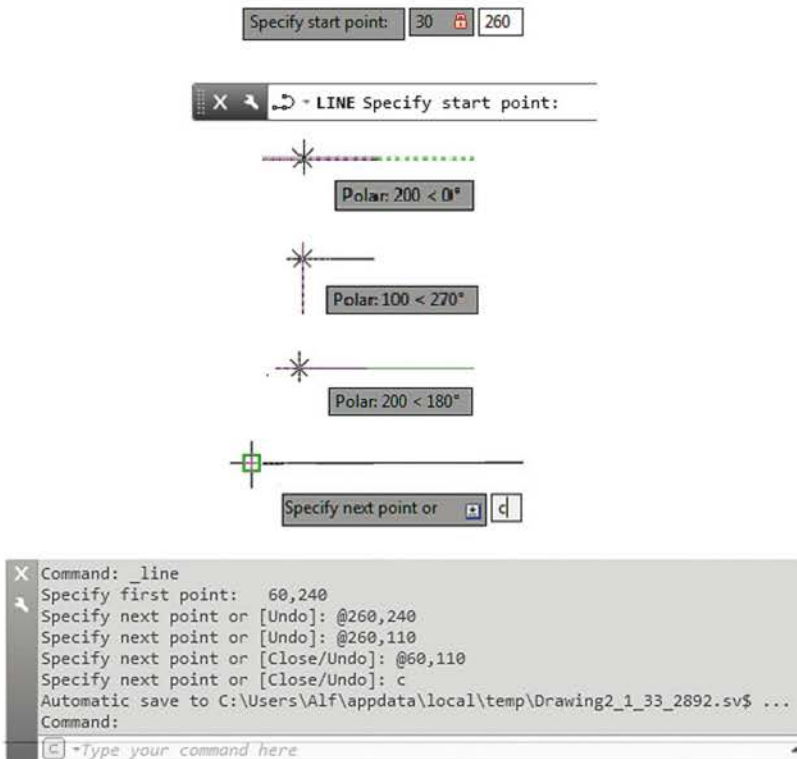 Specify start point: 30 260
LINE Specify start point:
Polar: 200 < 0°
Polar: 100 < 270°
Polar: 200 < 180°
Specify next point or c
Command: _line
Specify first point: 60,240
Specify next point or [Undo]: @260,240
Specify next point or [Undo]: @260,110
Specify next point or [Close/Undo]: @60,110
Specify next point or [Close/Undo]: c
Automatic save to C:\Users\Alf\appdata\local\temp\Drawing2_1_33_2892.sv$ ...
Command:
Type your command here